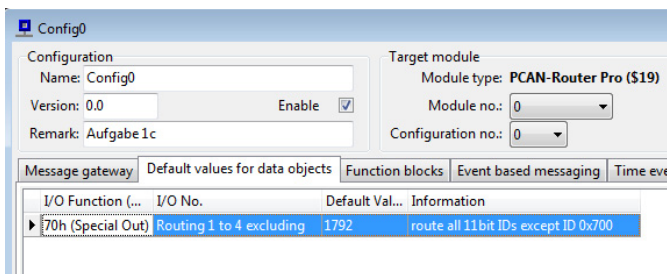 Config0
Configuration
Name: Config0
Version: 0.0 Enable
Remark: Aufgabe 1c
Target module
Module type: PCAN-Router Pro ($19)
Module no.: 0
Configuration no.: 0
Message gateway Default values for data objects Function blocks Event based messaging Time eve
I/O Function (... I/O No. Default Val... Information
70h (Special Out) Routing 1 to 4 excluding 1792 route all 11bit IDs except ID 0x700